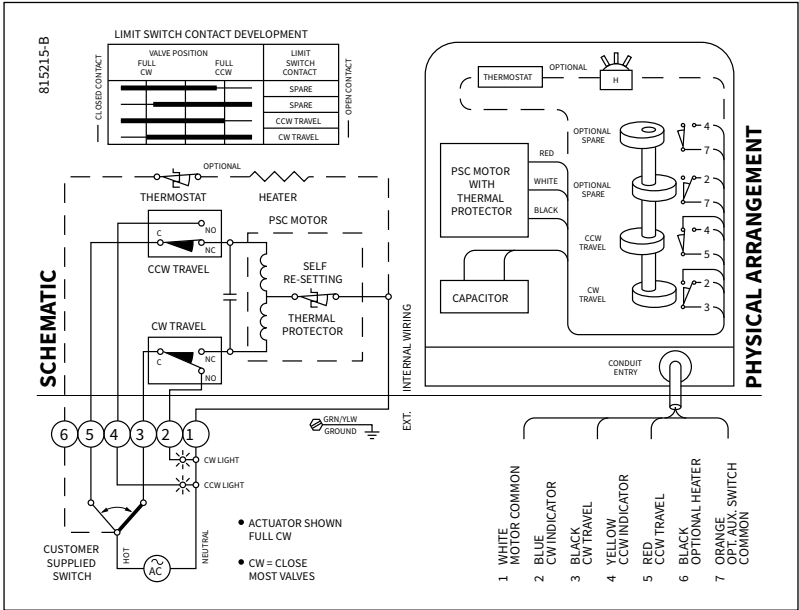 815215-B
LIMIT SWITCH CONTACT DEVELOPMENT
CLOSED CONTACT
OPEN CONTACT
VALVE POSITION
FULL
CW
FULL
CCW
LIMIT
SWITCH
CONTACT
SPARE
SPARE
CCW TRAVEL
CW TRAVEL
SCHEMATIC
OPTIONAL
THERMOSTAT
HEATER
PSC MOTOR
C
NO
NC
CCW TRAVEL
SELF
RE-SETTING
THERMAL
PROTECTOR
CW TRAVEL
C
NC
NO
INTERNAL WIRING
EXT.
GRN/YLW
GROUND
6
5
4
3
2
1
CW LIGHT
CCW LIGHT
CUSTOMER
SUPPLIED
SWITCH
HOT
AC
NEUTRAL
• ACTUATOR SHOWN
FULL CW
• CW = CLOSE
MOST VALVES
PHYSICAL ARRANGEMENT
THERMOSTAT
OPTIONAL
H
PSC MOTOR
WITH
THERMAL
PROTECTOR
RED
WHITE
BLACK
CAPACITOR
OPTIONAL
SPARE
4
7
OPTIONAL
SPARE
2
7
CCW
TRAVEL
4
5
CW
TRAVEL
2
3
CONDUIT
ENTRY
1 WHITE
MOTOR COMMON
2 BLUE
CW INDICATOR
3 BLACK
CW TRAVEL
4 YELLOW
CCW INDICATOR
5 RED
CCW TRAVEL
6 BLACK
OPTIONAL HEATER
7 ORANGE
OPT. AUX. SWITCH
COMMON